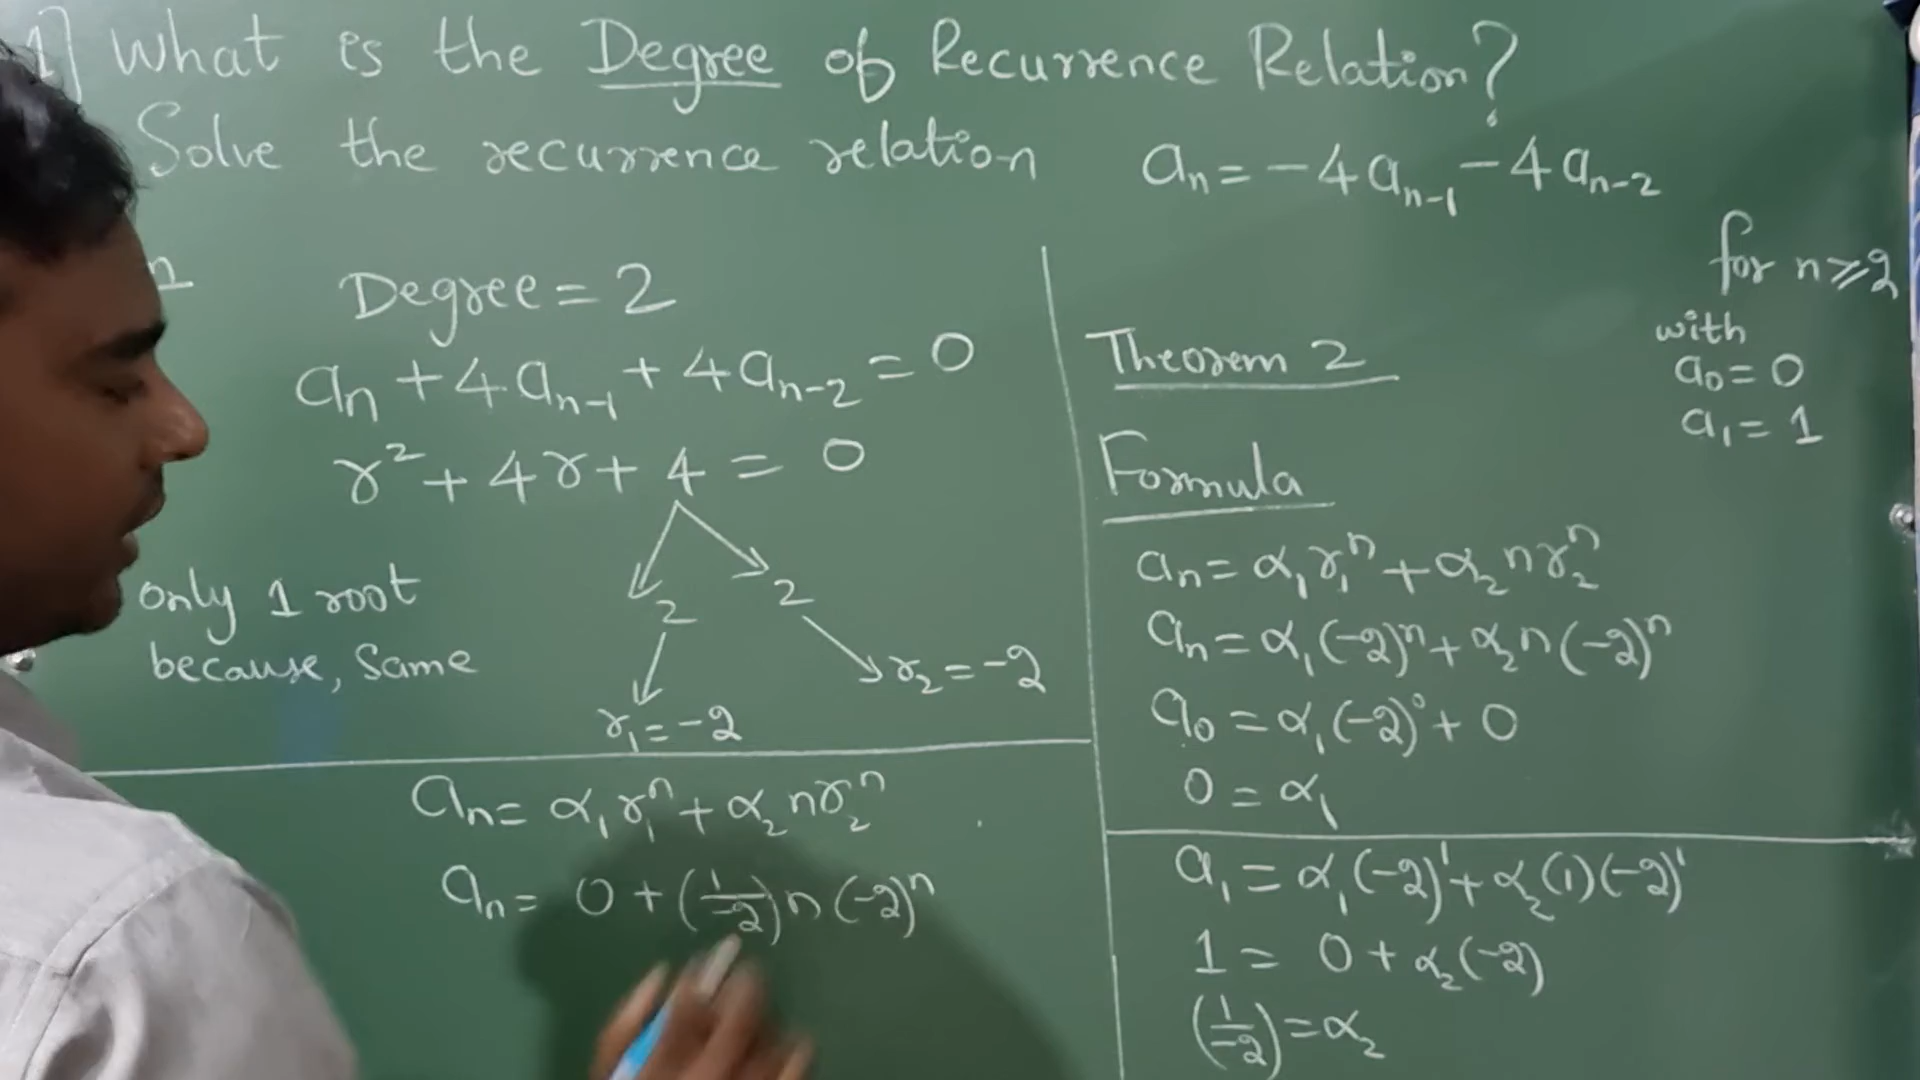 1] What is the Degree of Recurrence Relation?
Solve the recurrence relation aₙ = -4aₙ₋₁ - 4aₙ₋₂
for n ≥ 2
with
a₀ = 0
a₁ = 1
Degree = 2
aₙ + 4aₙ₋₁ + 4aₙ₋₂ = 0
r² + 4r + 4 = 0
2 2
only 1 root
because, Same
r₁ = -2
r₂ = -2
Theorem 2
Formula
aₙ = α₁r₁ⁿ + α₂nr₂ⁿ
aₙ = α₁(-2)ⁿ + α₂n(-2)ⁿ
a₀ = α₁(-2)⁰ + 0
0 = α₁
a₁ = α₁(-2)¹ + α₂(1)(-2)¹
1 = 0 + α₂(-2)
(1/-2) = α₂
aₙ = α₁r₁ⁿ + α₂nr₂ⁿ
aₙ = 0 + (1/-2)n(-2)ⁿ